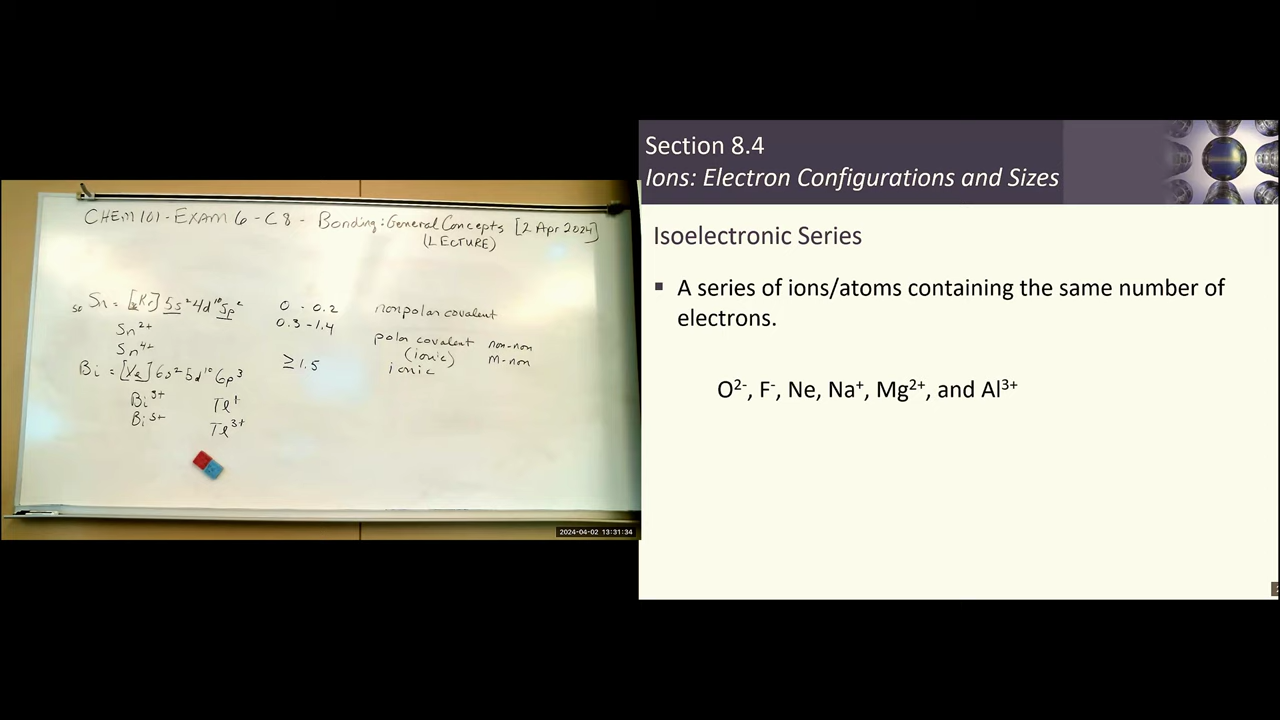 CHEM 101 - EXAM 6 - C8 - Bonding: General Concepts [2 Apr 2024]
(LECTURE)
50 Sn = [Kr] 5s² 4d¹⁰ 5p²
Sn²⁺
Sn⁴⁺
Bi = [Xe] 6s² 5d¹⁰ 6p³
Bi³⁺ Tl⁺
Bi⁵⁺ Tl³⁺
0 - 0.2 nonpolar covalent
0.3 - 1.4 polar covalent non-non
(ionic) M-non
≥ 1.5 ionic
2024-04-02 13:31:34
Section 8.4
Ions: Electron Configurations and Sizes
Isoelectronic Series
▪ A series of ions/atoms containing the same number of
electrons.
O²⁻, F⁻, Ne, Na⁺, Mg²⁺, and Al³⁺